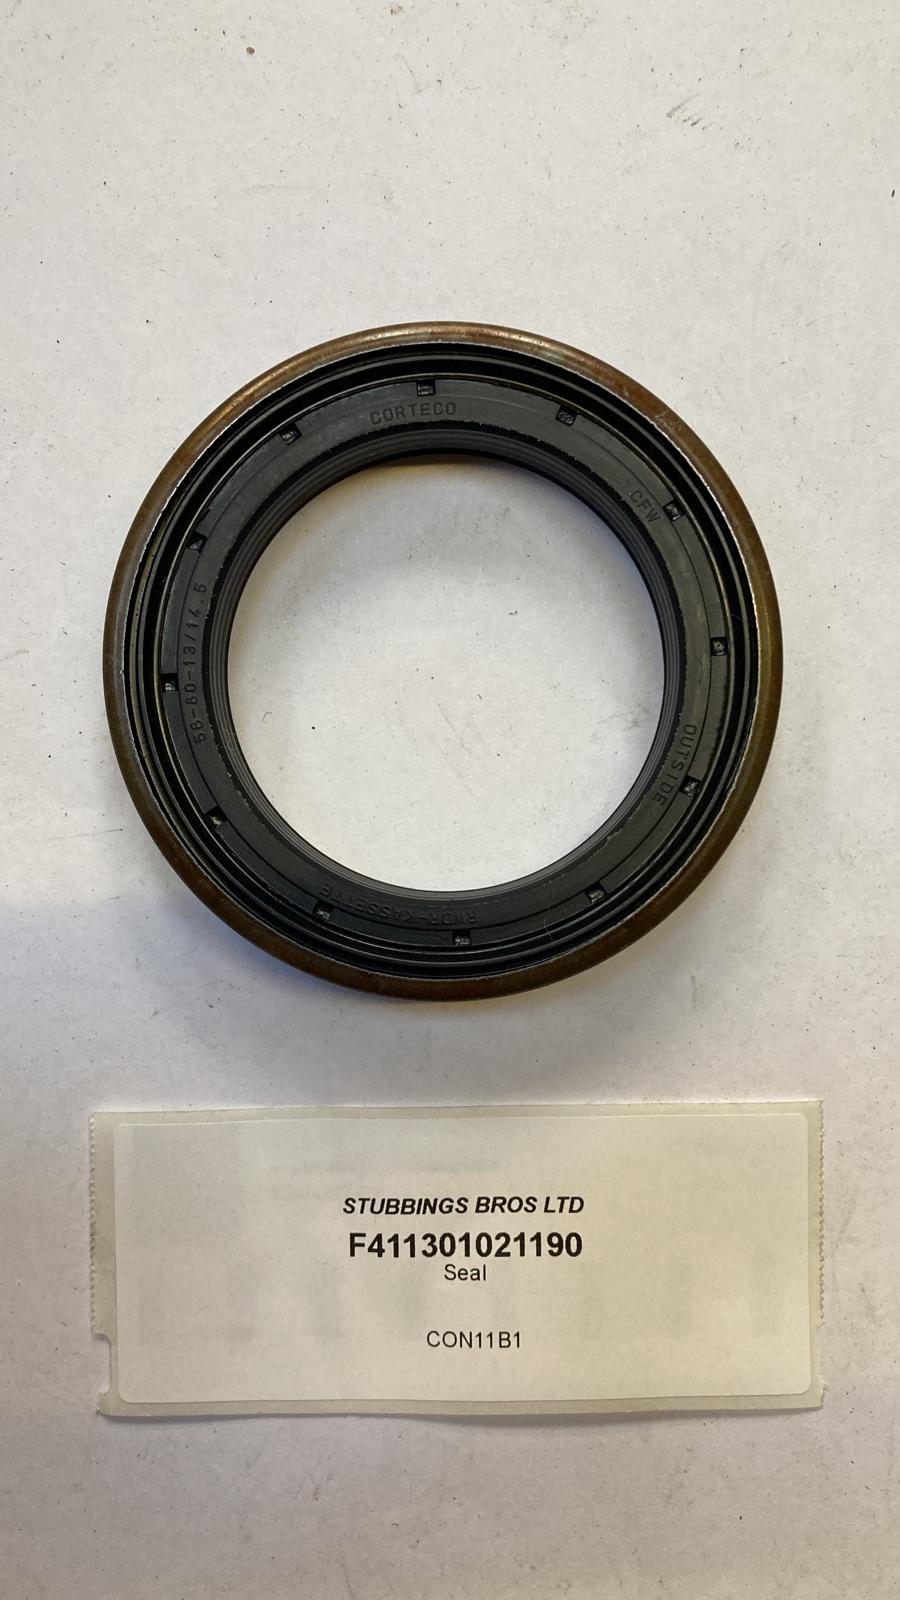 CORTECO
CFW
OUTSIDE
RWDR-KASSETTE
56-80-13/14.5
STUBBINGS BROS LTD
F411301021190
Seal
CON11B1